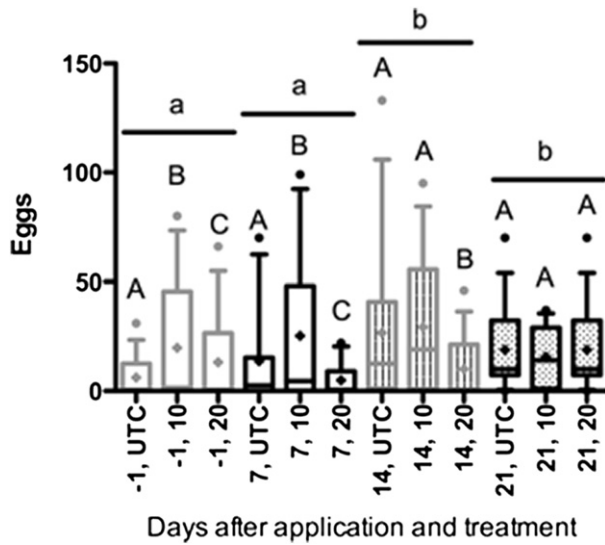 b
150
A
a
a
B
A
b
100
B
A
A
C
A
B
Eggs
50
A
A
C
0
-1, UTC
-1, 10
-1, 20
7, UTC
7, 10
7, 20
14, UTC
14, 10
14, 20
21, UTC
21, 10
21, 20
Days after application and treatment